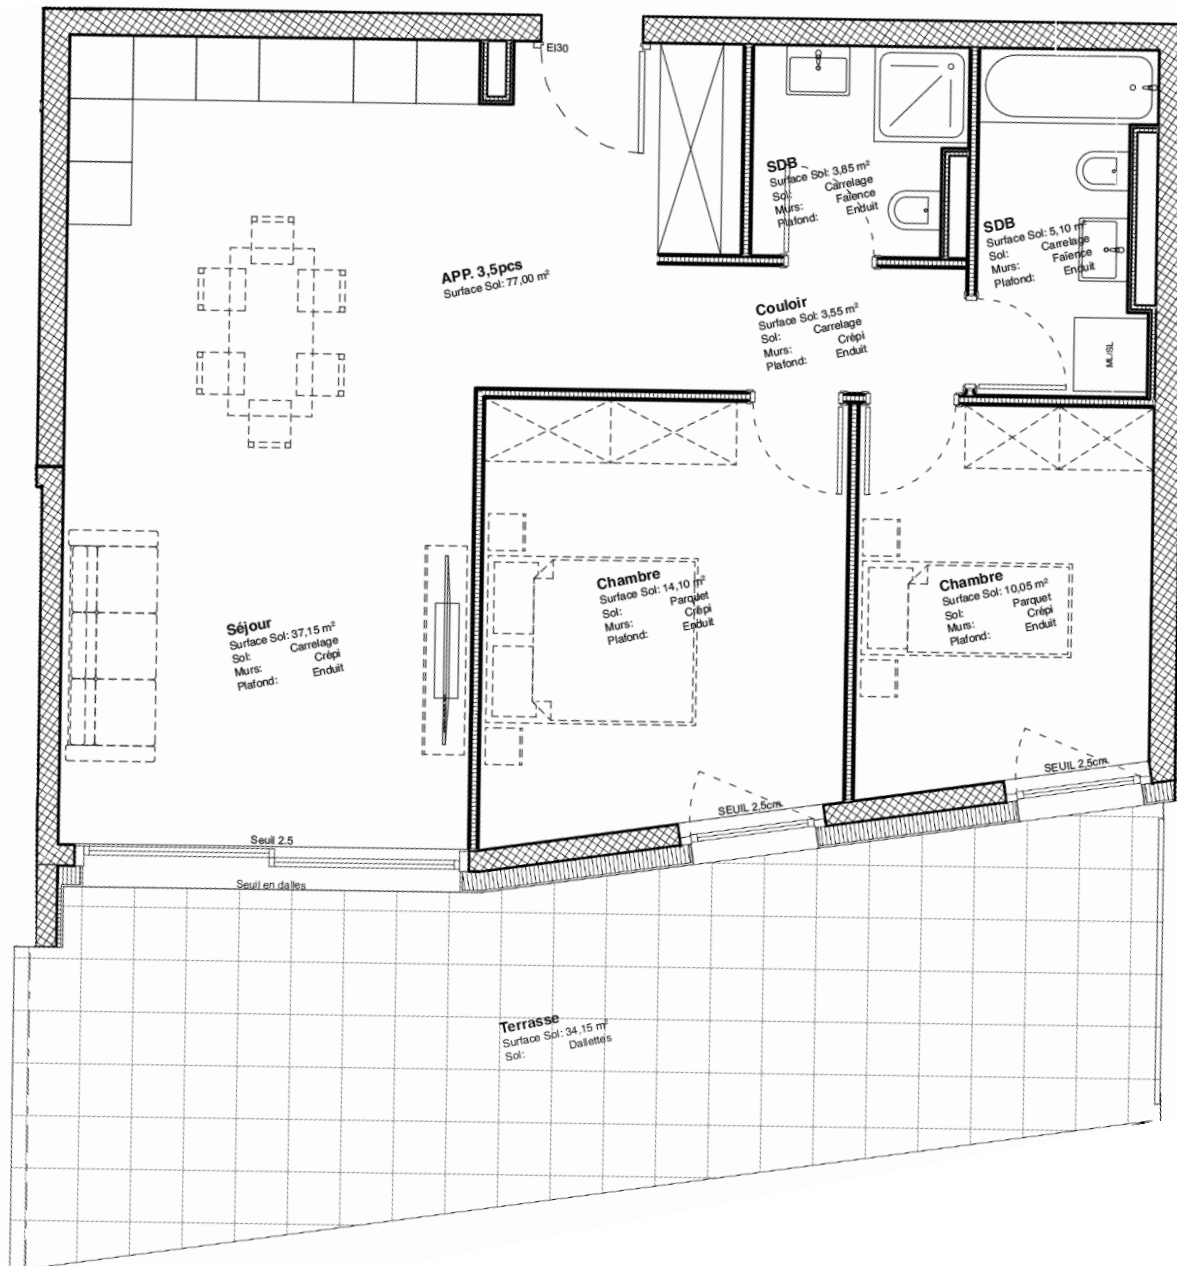 EI30
SDB
Surface Sol: 3,85 m²
Sol: Carrelage
Murs: Faïence
Plafond: Enduit
SDB
Surface Sol: 5,10 m²
Sol: Carrelage
Murs: Faïence
Plafond: Enduit
APP. 3,5pcs
Surface Sol: 77,00 m²
Couloir
Surface Sol: 3,55 m²
Sol: Carrelage
Murs: Crépi
Plafond: Enduit
ML/SL
Chambre
Surface Sol: 14,10 m²
Sol: Parquet
Murs: Crépi
Plafond: Enduit
Chambre
Surface Sol: 10,05 m²
Sol: Parquet
Murs: Crépi
Plafond: Enduit
Séjour
Surface Sol: 37,15 m²
Sol: Carrelage
Murs: Crépi
Plafond: Enduit
SEUIL 2,5cm
SEUIL 2,5cm
Seuil 2.5
Seuil en dalles
Terrasse
Surface Sol: 34,15 m²
Sol: Dallettes